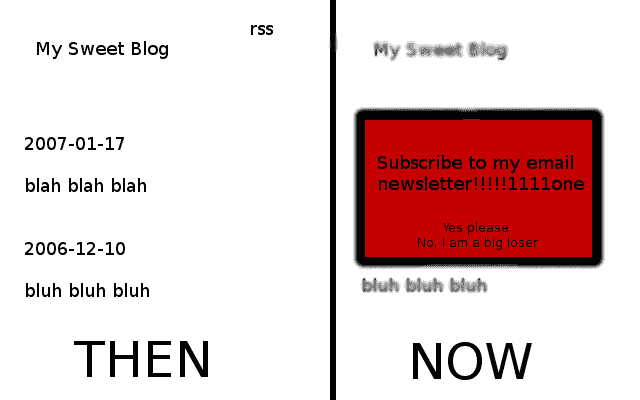 rss
My Sweet Blog
2007-01-17
blah blah blah
2006-12-10
bluh bluh bluh
THEN
My Sweet Blog
Subscribe to my email
newsletter!!!!!1111one
Yes please
No, I am a big loser
bluh bluh bluh
NOW